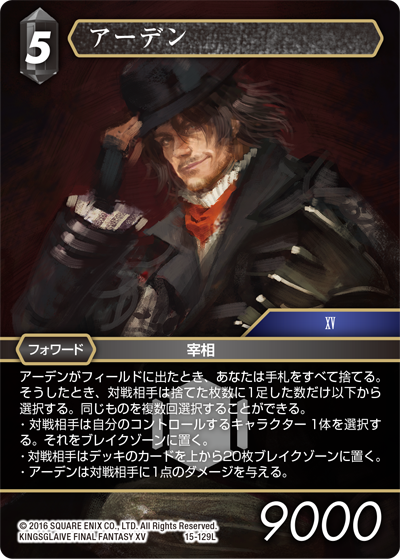 5
アーデン
XV
フォワード
宰相
アーデンがフィールドに出たとき、あなたは手札をすべて捨てる。
そうしたとき、対戦相手は捨てた枚数に1足した数だけ以下から
選択する。同じものを複数回選択することができる。
・対戦相手は自分のコントロールするキャラクター 1体を選択す
る。それをブレイクゾーンに置く。
・対戦相手はデッキのカードを上から20枚ブレイクゾーンに置く。
・アーデンは対戦相手に1点のダメージを与える。
© 2016 SQUARE ENIX CO., LTD. All Rights Reserved.
KINGSGLAIVE FINAL FANTASY XV
15-129L
9000